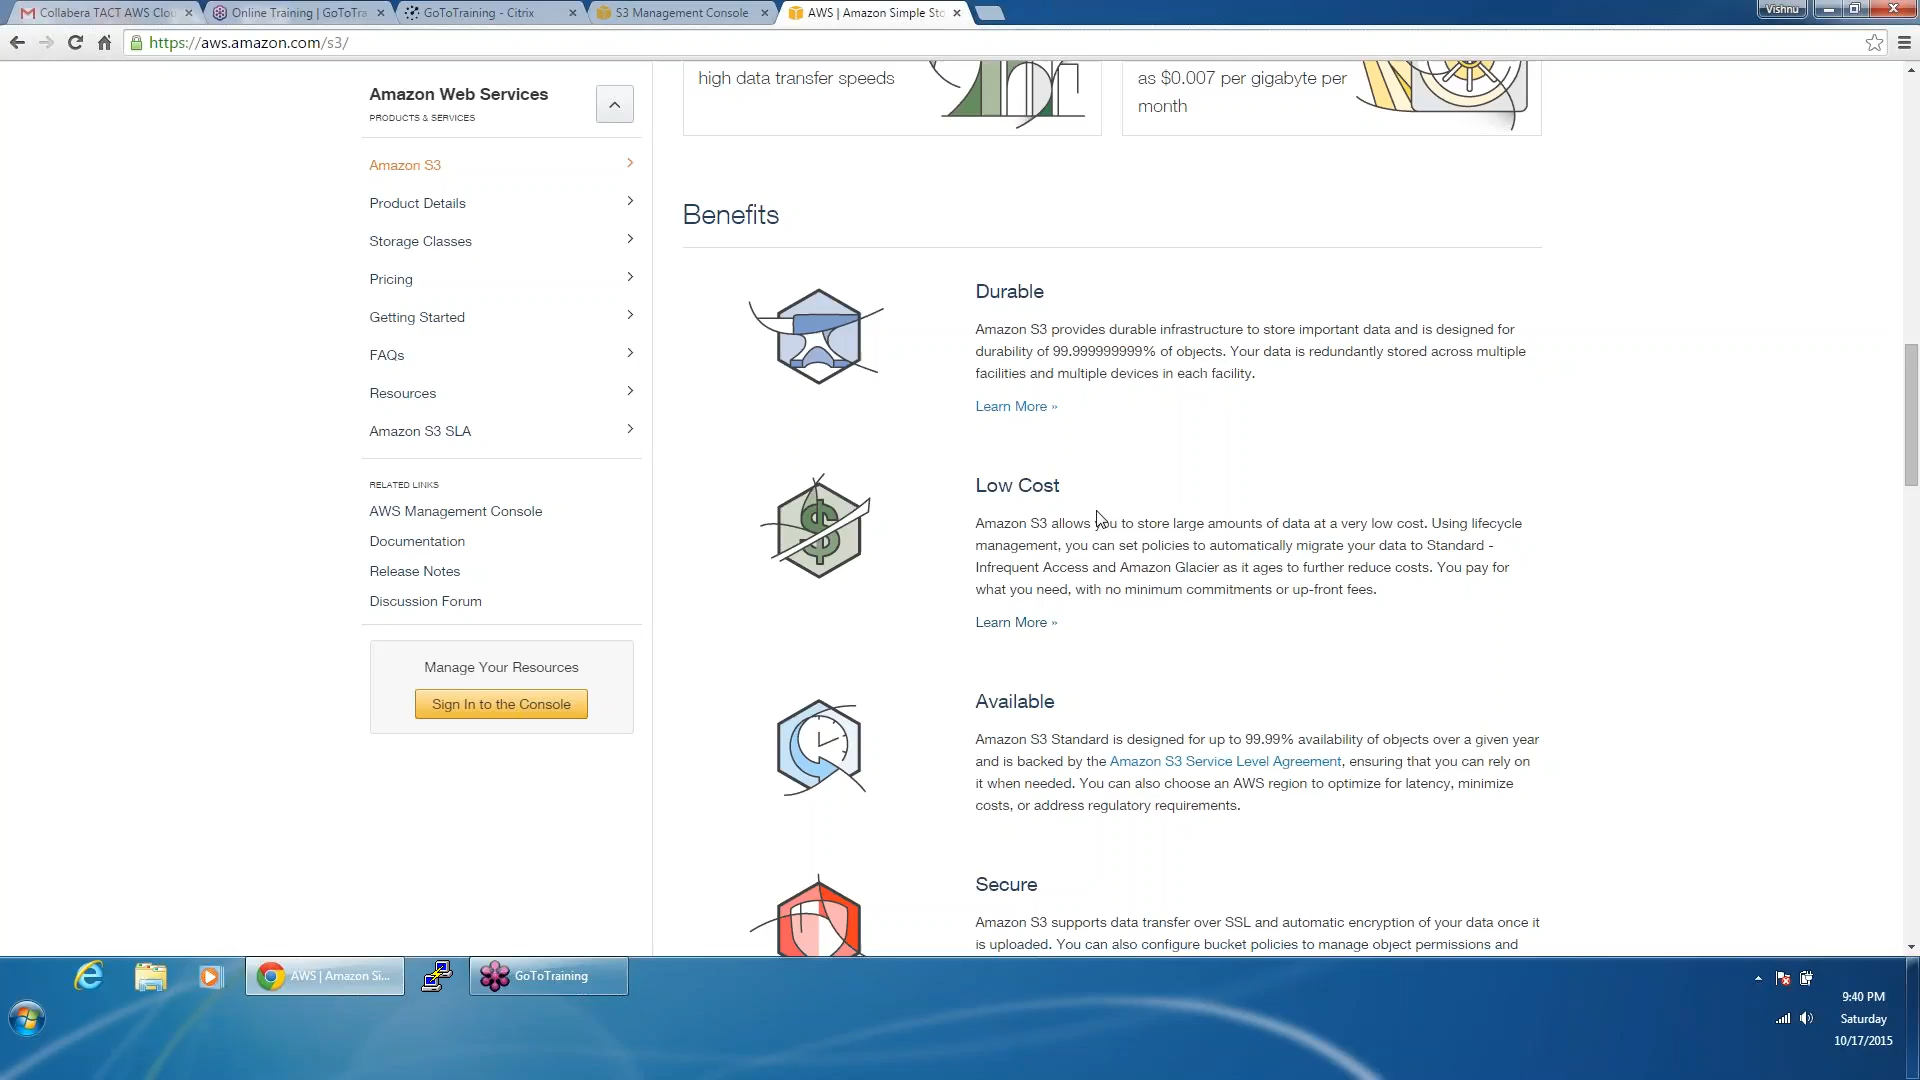 Collabera TACT AWS Clou
Online Training | GoToTra
GoToTraining - Citrix
S3 Management Console
AWS | Amazon Simple Sto
Vishnu
https://aws.amazon.com/s3/
Amazon Web Services
PRODUCTS & SERVICES
Amazon S3
Product Details
Storage Classes
Pricing
Getting Started
FAQs
Resources
Amazon S3 SLA
RELATED LINKS
AWS Management Console
Documentation
Release Notes
Discussion Forum
Manage Your Resources
Sign In to the Console
high data transfer speeds
as $0.007 per gigabyte per
month
Benefits
Durable
Amazon S3 provides durable infrastructure to store important data and is designed for
durability of 99.999999999% of objects. Your data is redundantly stored across multiple
facilities and multiple devices in each facility.
Learn More »
Low Cost
Amazon S3 allows you to store large amounts of data at a very low cost. Using lifecycle
management, you can set policies to automatically migrate your data to Standard -
Infrequent Access and Amazon Glacier as it ages to further reduce costs. You pay for
what you need, with no minimum commitments or up-front fees.
Learn More »
Available
Amazon S3 Standard is designed for up to 99.99% availability of objects over a given year
and is backed by the Amazon S3 Service Level Agreement, ensuring that you can rely on
it when needed. You can also choose an AWS region to optimize for latency, minimize
costs, or address regulatory requirements.
Secure
Amazon S3 supports data transfer over SSL and automatic encryption of your data once it
is uploaded. You can also configure bucket policies to manage object permissions and
AWS | Amazon Si...
GoToTraining
9:40 PM
Saturday
10/17/2015